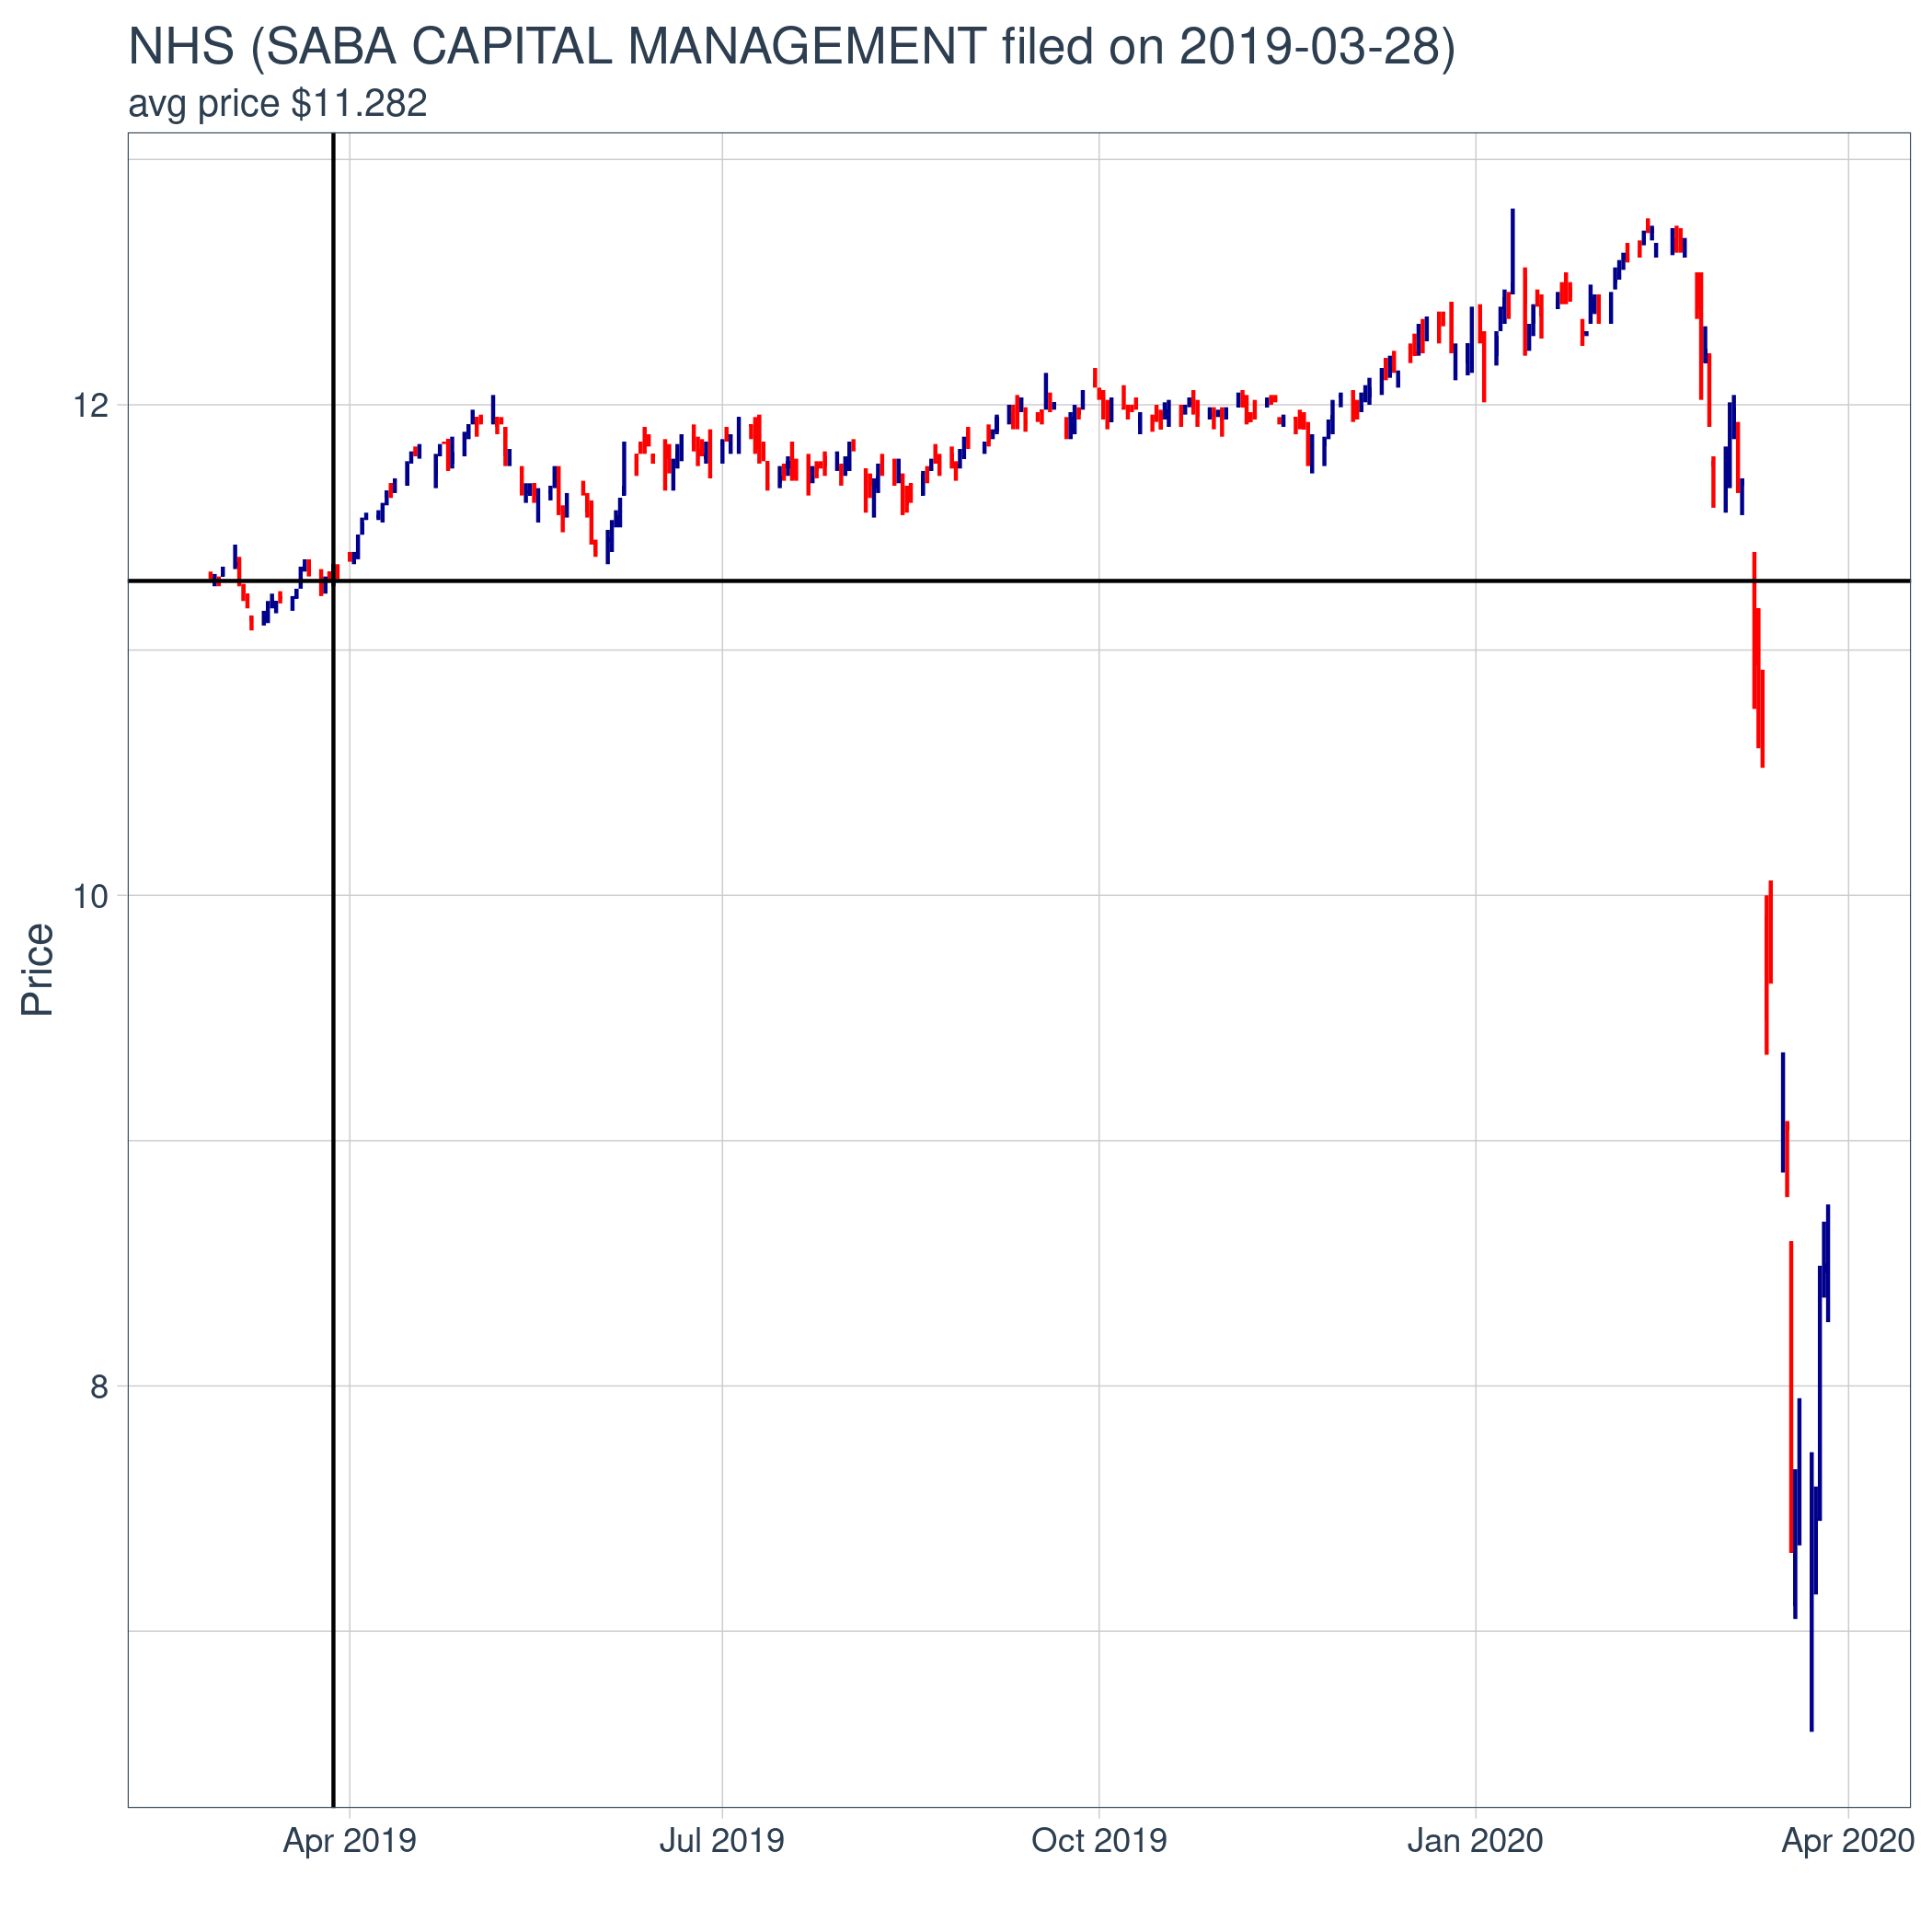 NHS (SABA CAPITAL MANAGEMENT filed on 2019-03-28)
avg price $11.282
Price
12
10
8
Apr 2019
Jul 2019
Oct 2019
Jan 2020
Apr 2020